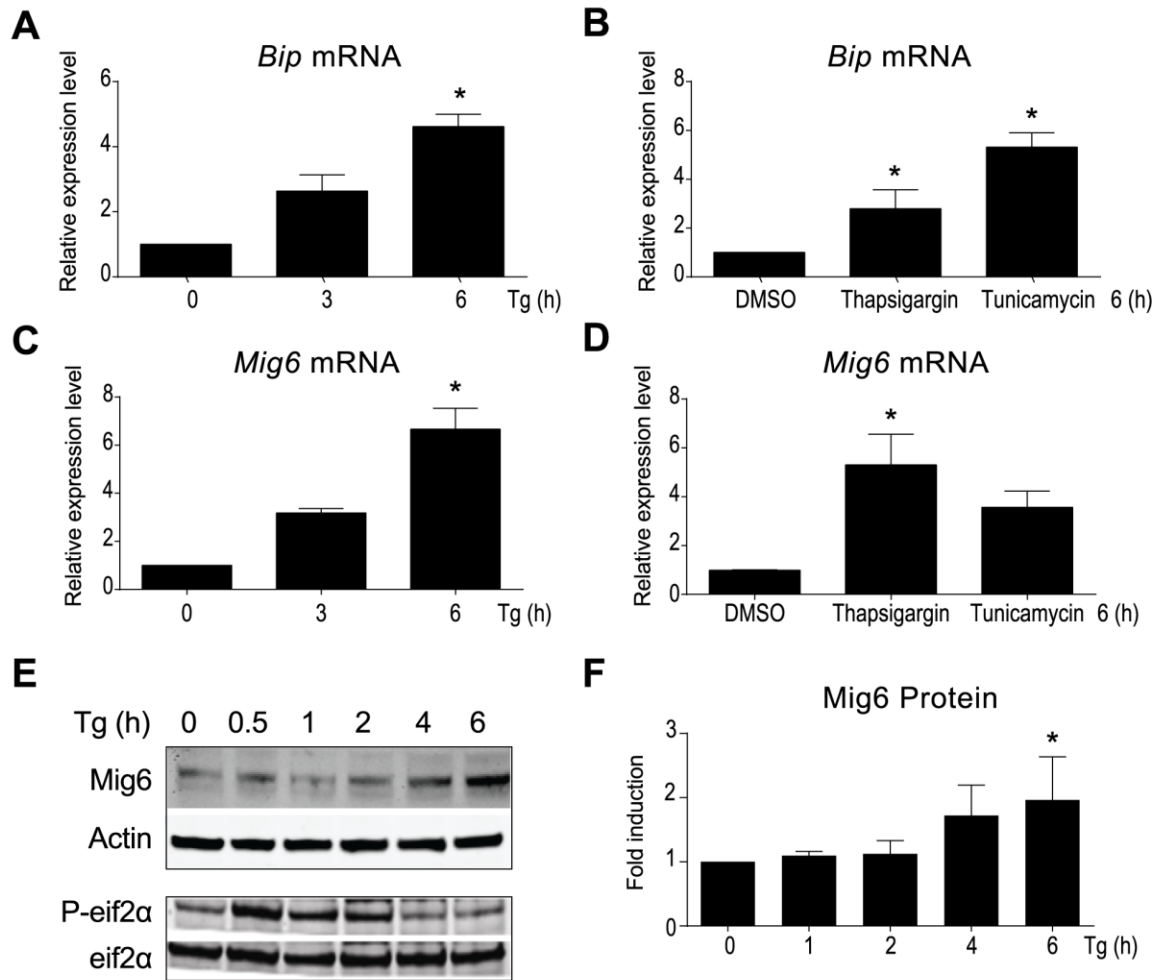 A
Bip mRNA
Relative expression level
6
4
2
0
*
0 3 6 Tg (h)
B
Bip mRNA
Relative expression level
8
6
4
2
0
*
*
DMSO Thapsigargin Tunicamycin 6 (h)
C
Mig6 mRNA
Relative expression level
8
6
4
2
0
*
0 3 6 Tg (h)
D
Mig6 mRNA
Relative expression level
8
6
4
2
0
*
DMSO Thapsigargin Tunicamycin 6 (h)
E
Tg (h) 0 0.5 1 2 4 6
Mig6
Actin
P-eif2α
eif2α
F
Mig6 Protein
Fold induction
3
2
1
0
*
0 1 2 4 6 Tg (h)